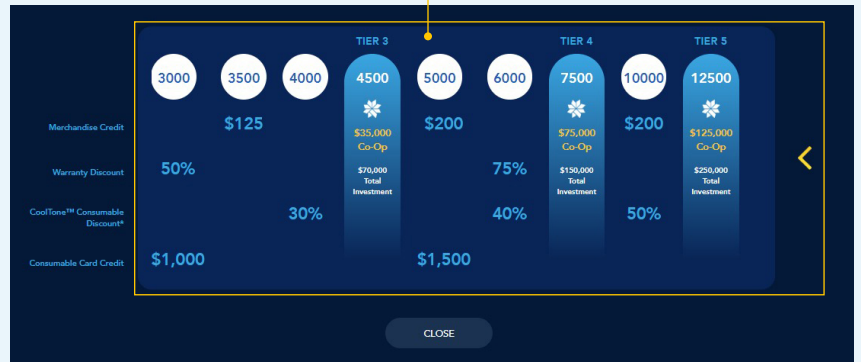 TIER 3 TIER 4 TIER 5
3000 3500 4000 4500 5000 6000 7500 10000 12500
Merchandise Credit $125 $200 $200
$35,000 $75,000 $125,000
Co-Op Co-Op Co-Op
Warranty Discount 50% 75%
$70,000 $150,000 $250,000
Total Total Total
Investment Investment Investment
CoolTone™ Consumable 30% 40% 50%
Discount*
Consumable Card Credit $1,000 $1,500
CLOSE